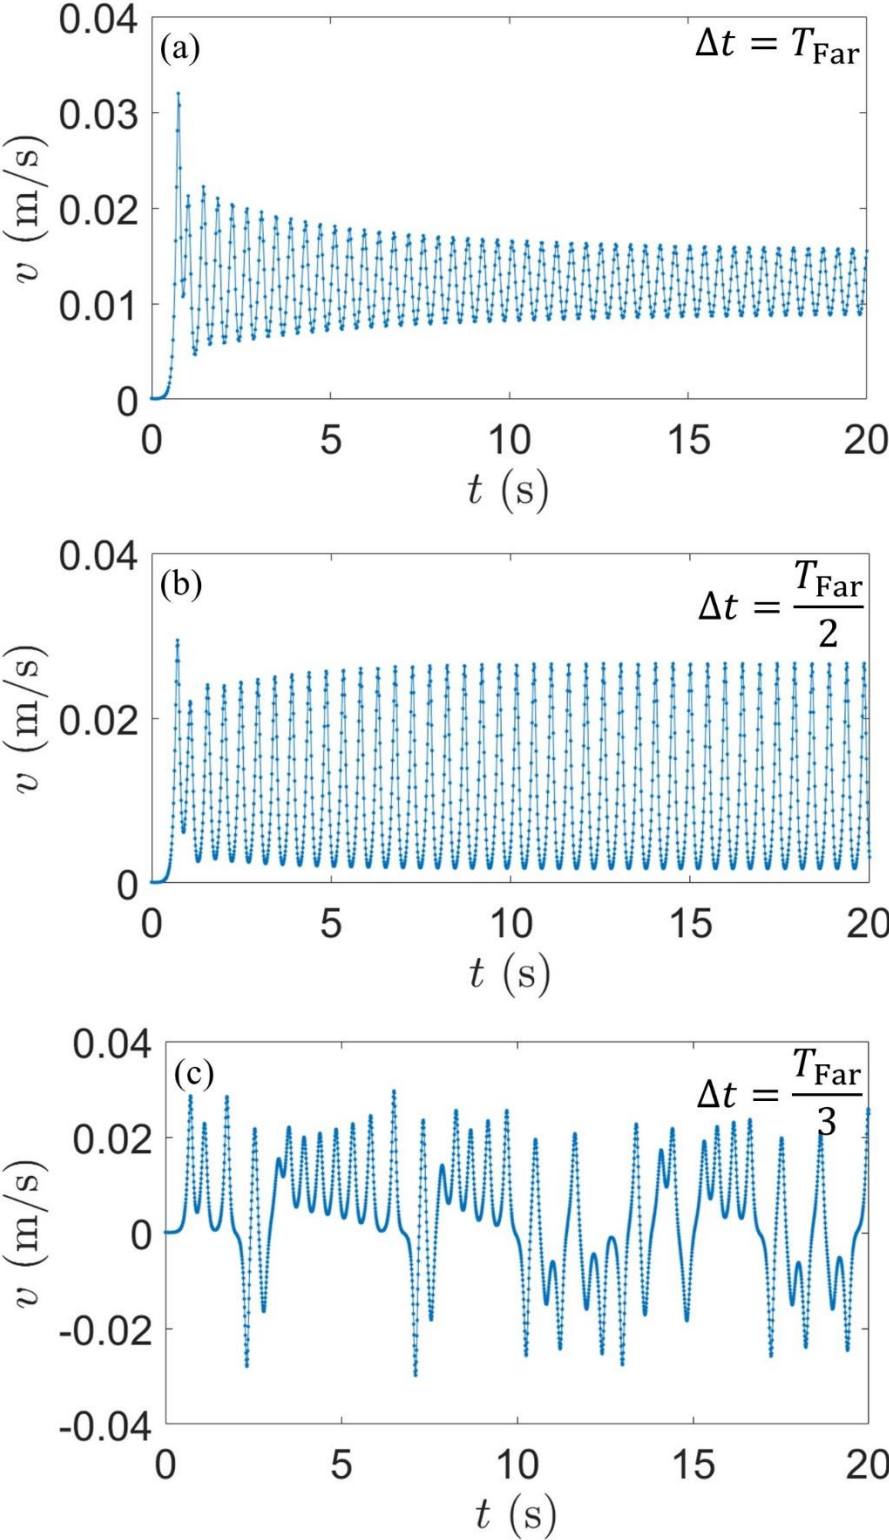 (a)
Δt = T_Far
0.04
0.03
0.02
0.01
0
v (m/s)
0 5 10 15 20
t (s)
(b)
Δt = T_Far/2
0.04
0.02
0
v (m/s)
0 5 10 15 20
t (s)
(c)
Δt = T_Far/3
0.04
0.02
0
-0.02
-0.04
v (m/s)
0 5 10 15 20
t (s)